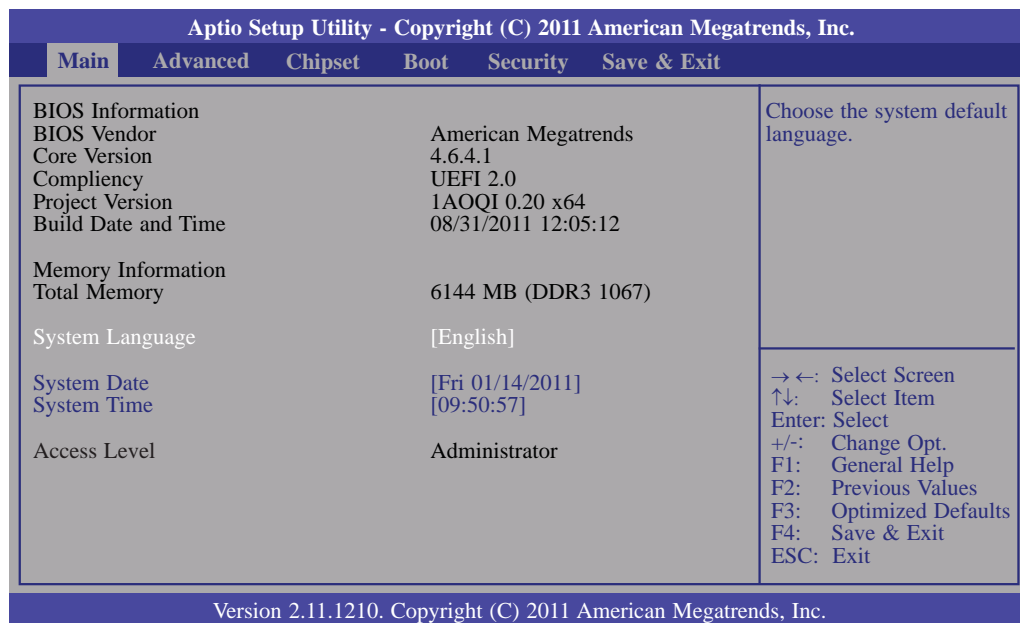 Aptio Setup Utility - Copyright (C) 2011 American Megatrends, Inc.
Main Advanced Chipset Boot Security Save & Exit
BIOS Information
BIOS Vendor American Megatrends
Core Version 4.6.4.1
Compliency UEFI 2.0
Project Version 1AOQI 0.20 x64
Build Date and Time 08/31/2011 12:05:12
Memory Information
Total Memory 6144 MB (DDR3 1067)
System Language [English]
System Date [Fri 01/14/2011]
System Time [09:50:57]
Access Level Administrator
Choose the system default
language.
→ ←: Select Screen
↑↓: Select Item
Enter: Select
+/-: Change Opt.
F1: General Help
F2: Previous Values
F3: Optimized Defaults
F4: Save & Exit
ESC: Exit
Version 2.11.1210. Copyright (C) 2011 American Megatrends, Inc.